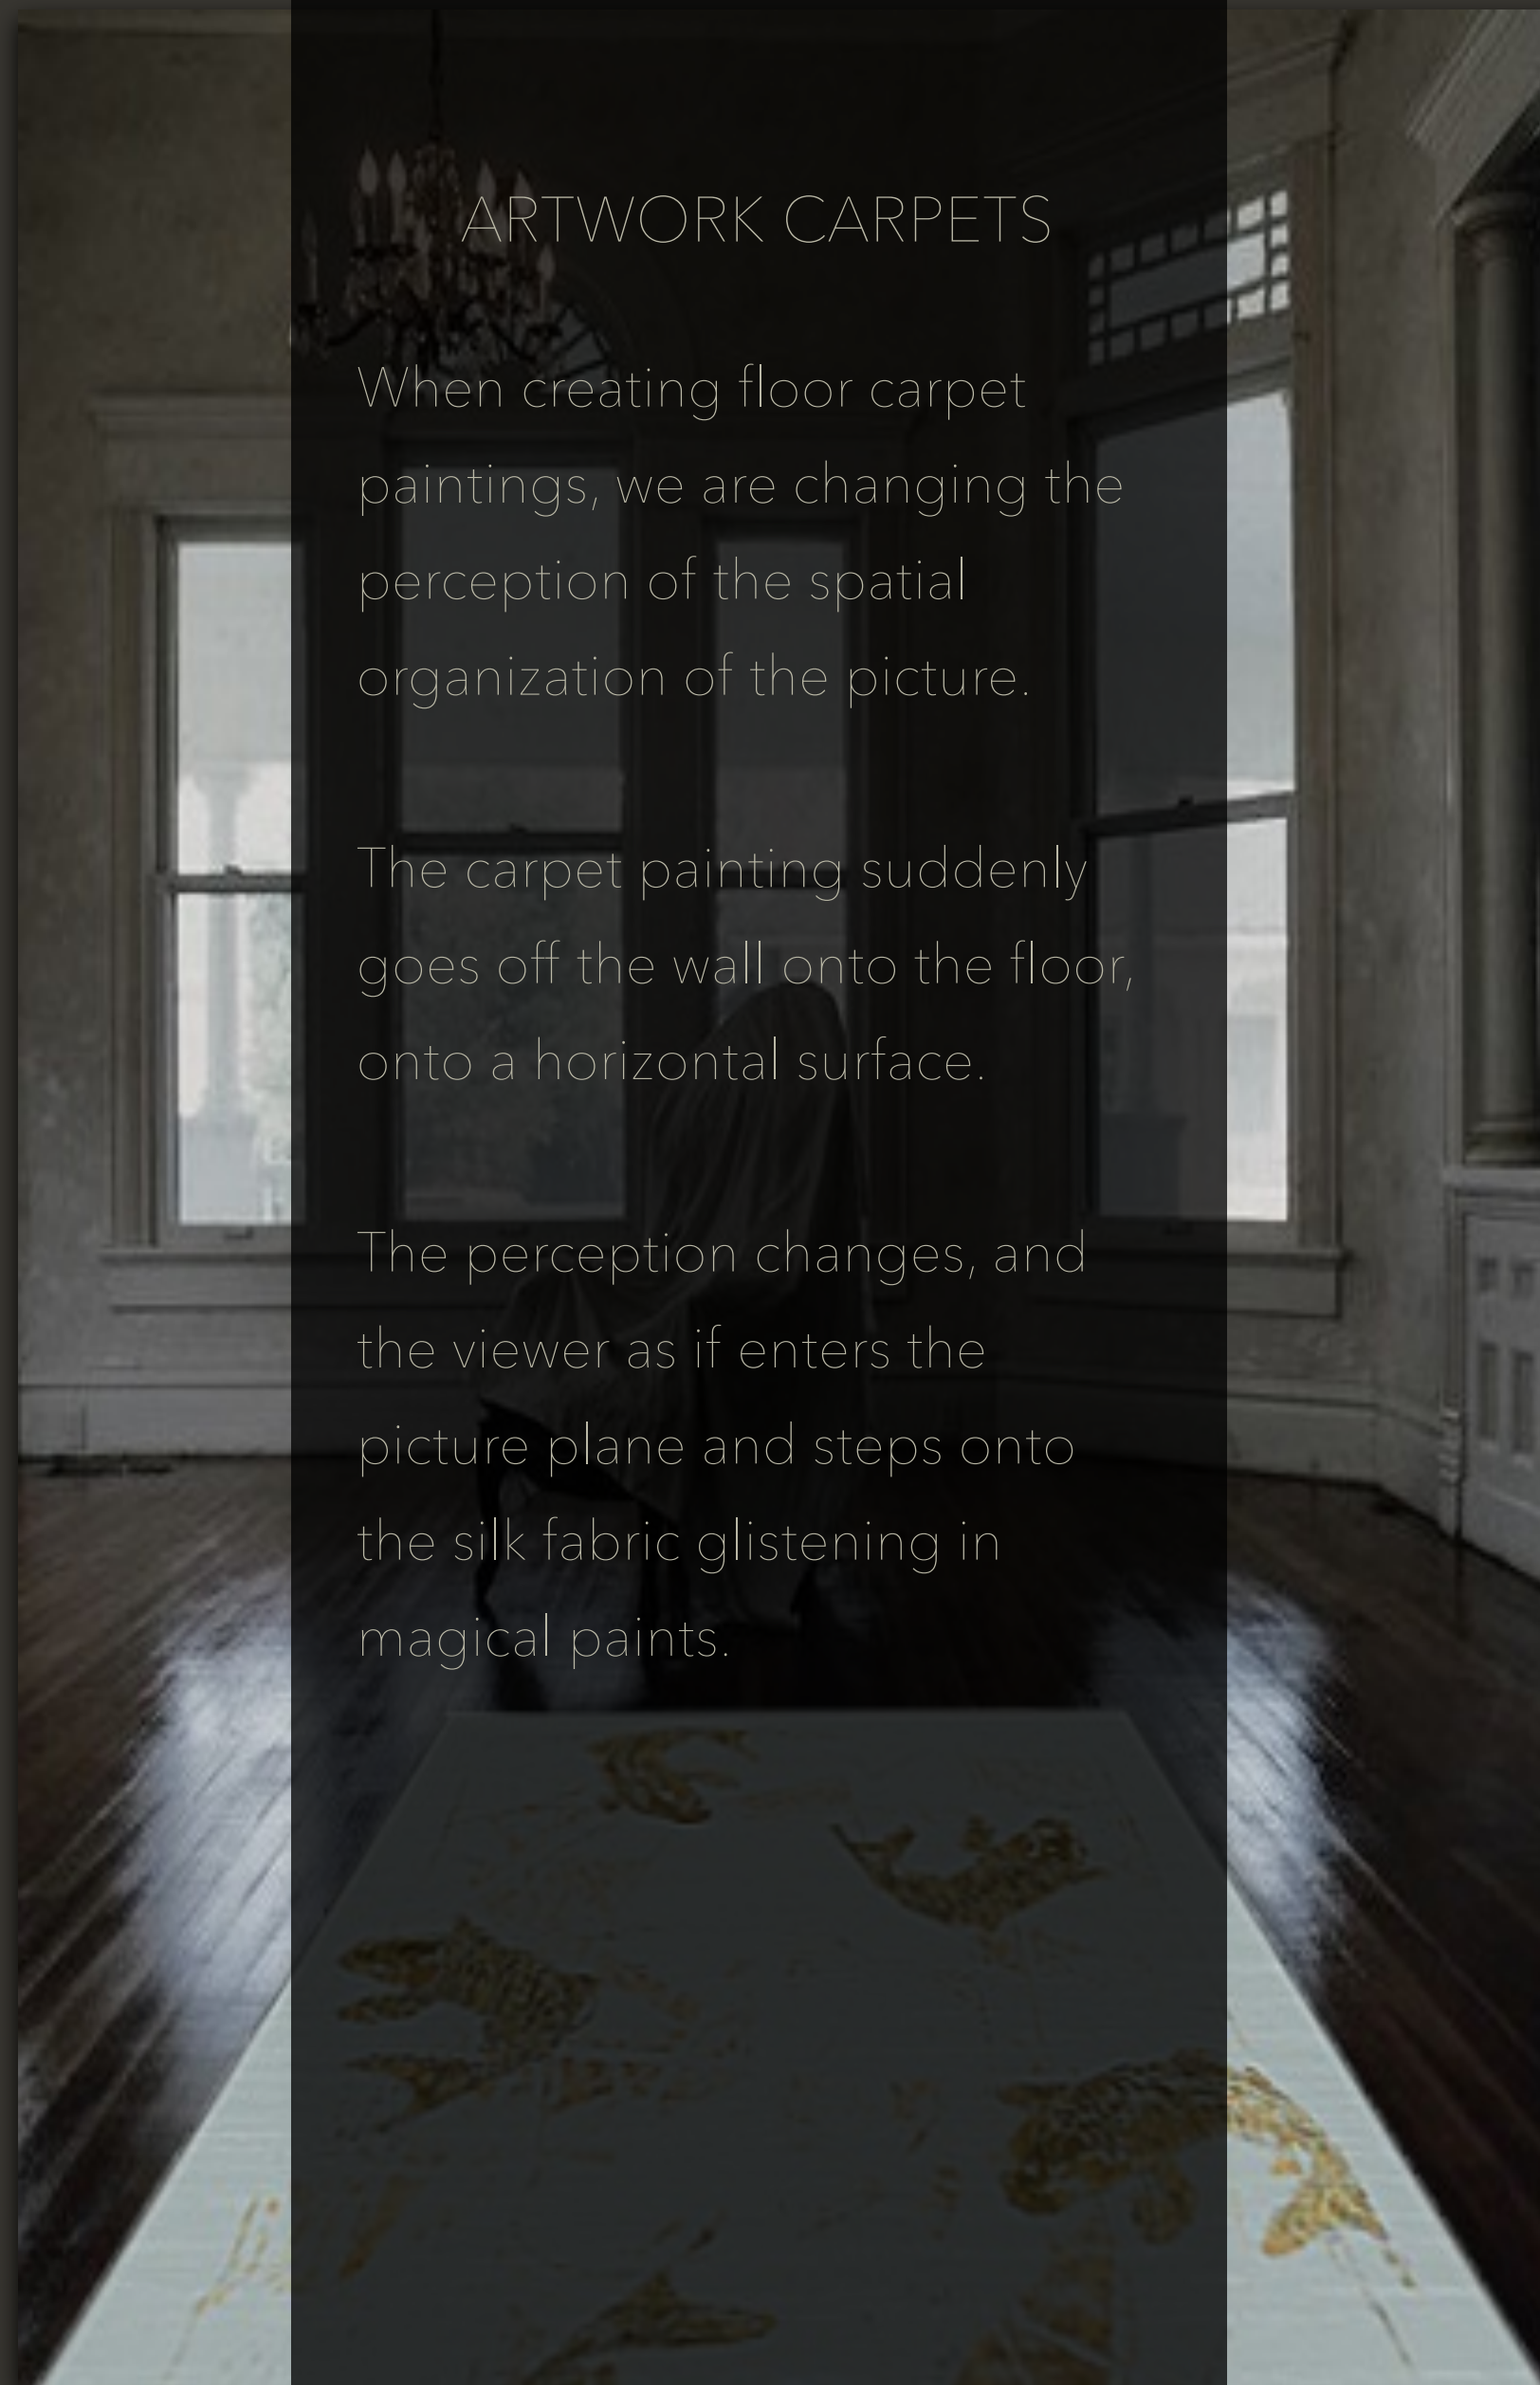 ARTWORK CARPETS
When creating floor carpet
paintings, we are changing the
perception of the spatial
organization of the picture.
The carpet painting suddenly
goes off the wall onto the floor,
onto a horizontal surface.
The perception changes, and
the viewer as if enters the
picture plane and steps onto
the silk fabric glistening in
magical paints.